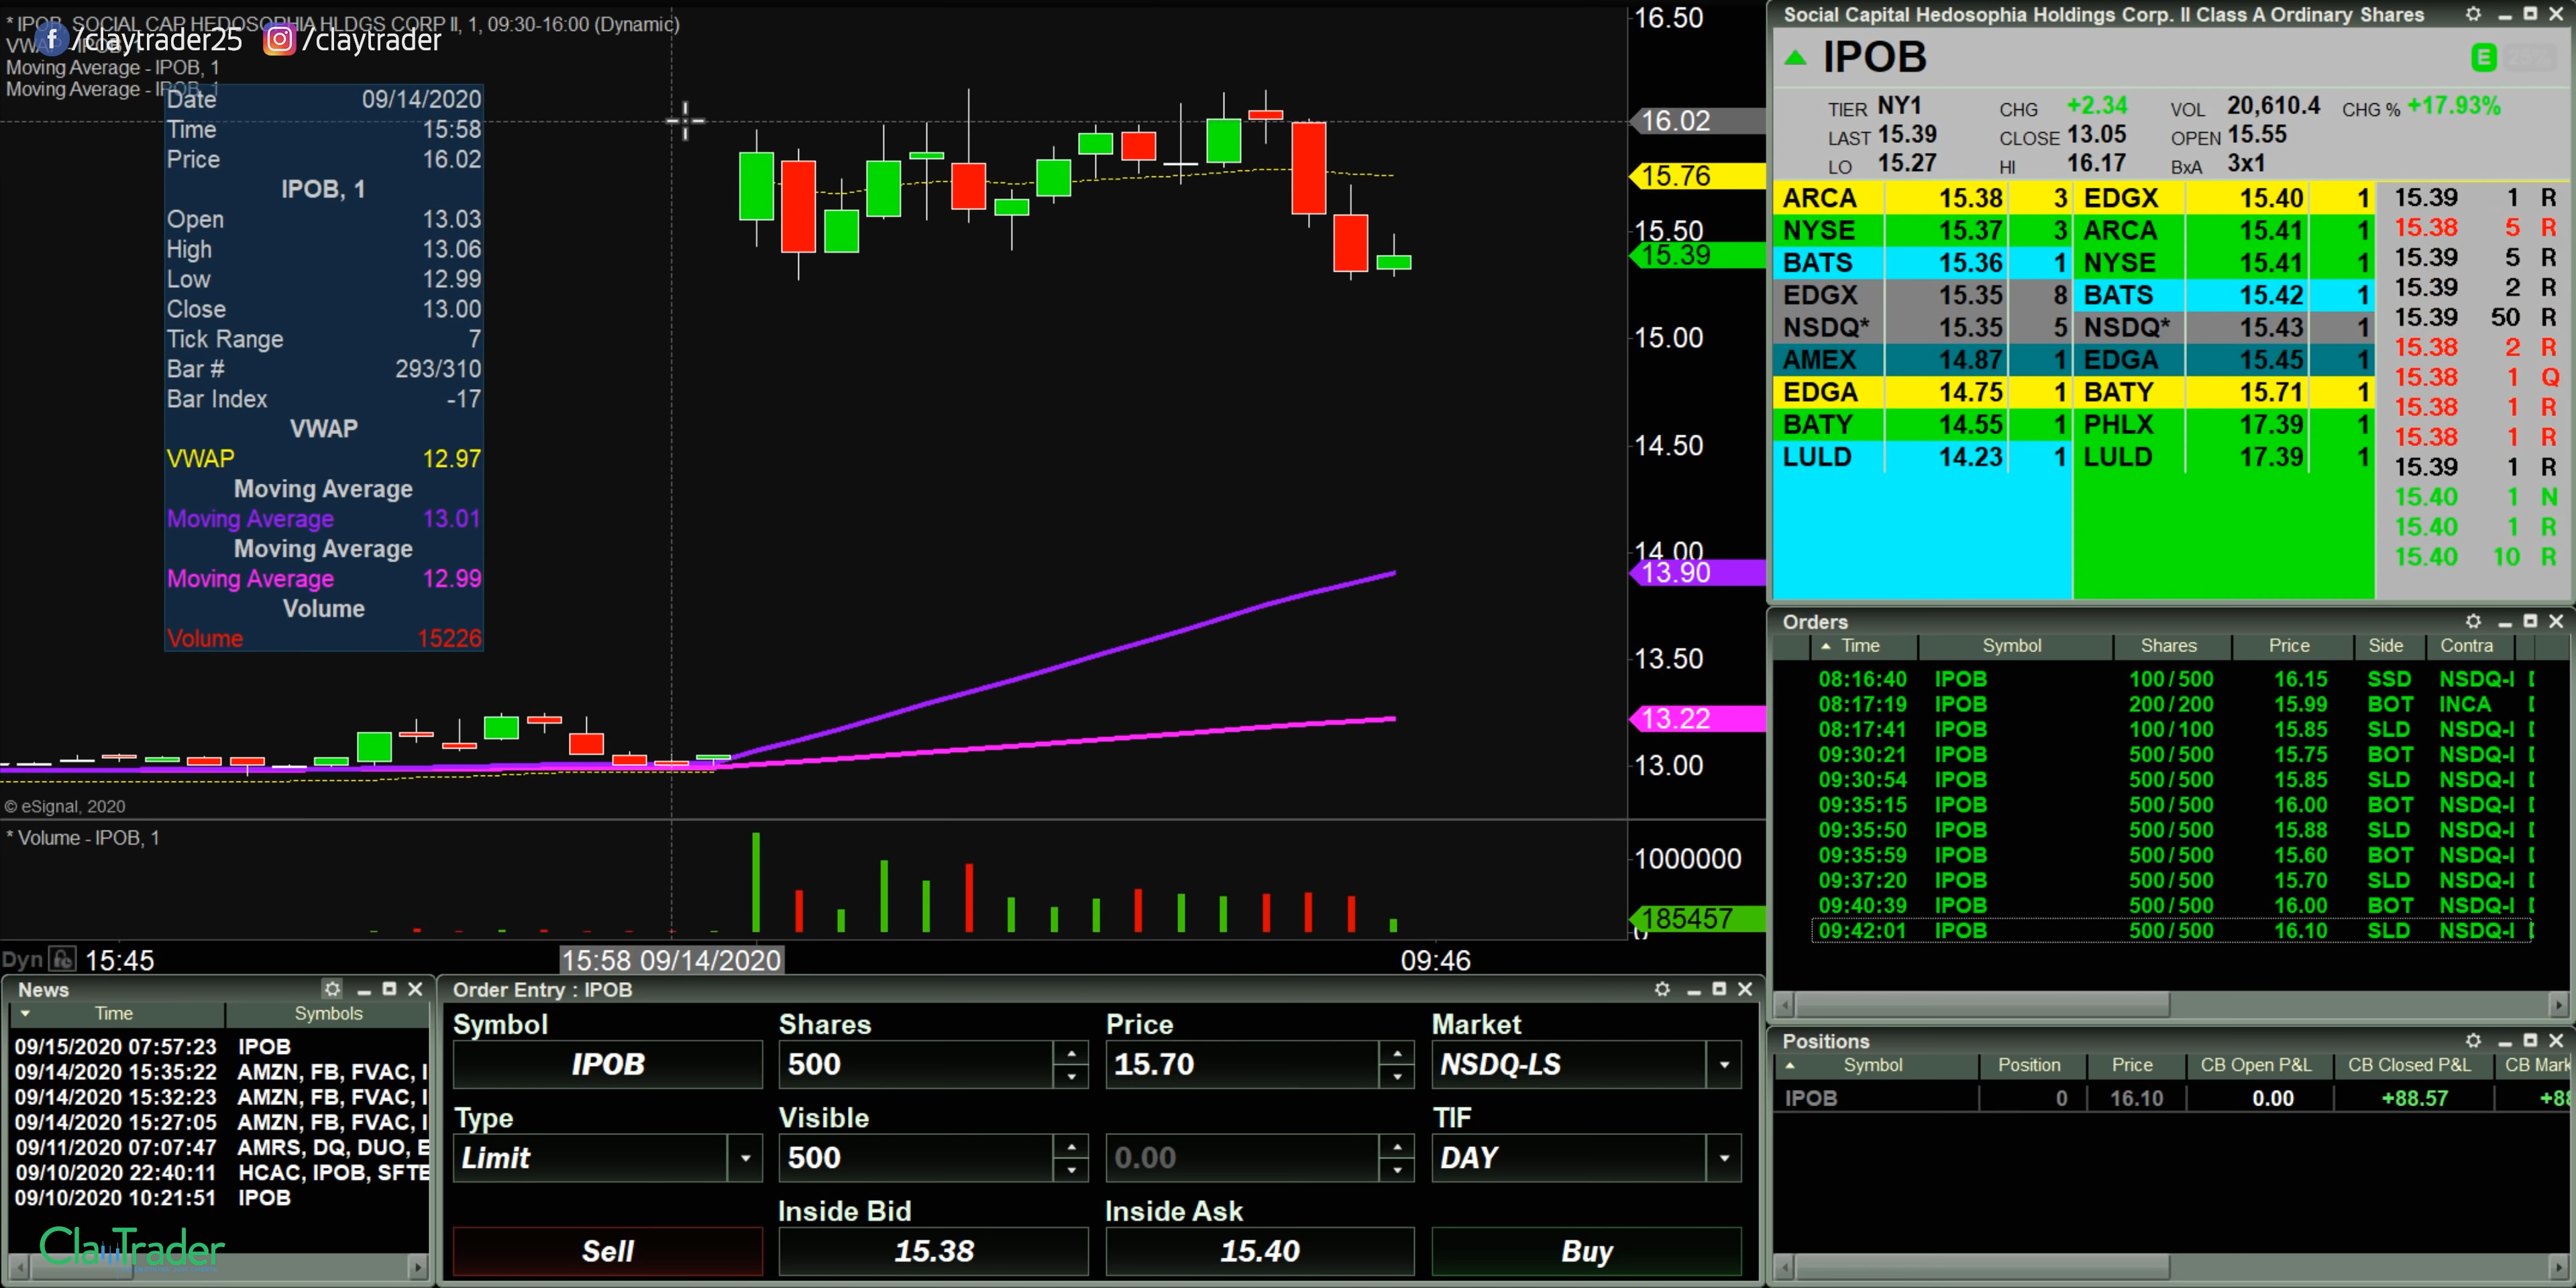 * IPOB, SOCIAL CAP HEDOSOPHIA HLDGS CORP II, 1, 09:30-16:00 (Dynamic)
/claytrader25 /claytrader
VWAP - IPOB, 1
Moving Average - IPOB, 1
Moving Average - IPOB, 1
Date 09/14/2020
Time 15:58
Price 16.02
IPOB, 1
Open 13.03
High 13.06
Low 12.99
Close 13.00
Tick Range 7
Bar # 293/310
Bar Index -17
VWAP
VWAP 12.97
Moving Average
Moving Average 13.01
Moving Average
Moving Average 12.99
Volume
Volume 15226
© eSignal, 2020
16.50
16.02
15.76
15.50
15.39
15.00
14.50
14.00
13.90
13.50
13.22
13.00
* Volume - IPOB, 1
1000000
185457
0
Dyn 15:45 15:58 09/14/2020 09:46
Social Capital Hedosophia Holdings Corp. II Class A Ordinary Shares
IPOB E
TIER NY1 CHG +2.34 VOL 20,610.4 CHG % +17.93%
LAST 15.39 CLOSE 13.05 OPEN 15.55
LO 15.27 HI 16.17 BxA 3x1
ARCA 15.38 3 EDGX 15.40 1
NYSE 15.37 3 ARCA 15.41 1
BATS 15.36 1 NYSE 15.41 1
EDGX 15.35 8 BATS 15.42 1
NSDQ* 15.35 5 NSDQ* 15.43 1
AMEX 14.87 1 EDGA 15.45 1
EDGA 14.75 1 BATY 15.71 1
BATY 14.55 1 PHLX 17.39 1
LULD 14.23 1 LULD 17.39 1
15.39 1 R
15.38 5 R
15.39 5 R
15.39 2 R
15.39 50 R
15.38 2 R
15.38 1 Q
15.38 1 R
15.38 1 R
15.39 1 R
15.40 1 N
15.40 1 R
15.40 10 R
Orders
Time Symbol Shares Price Side Contra
08:16:40 IPOB 100/500 16.15 SSD NSDQ-I
08:17:19 IPOB 200/200 15.99 BOT INCA
08:17:41 IPOB 100/100 15.85 SLD NSDQ-I
09:30:21 IPOB 500/500 15.75 BOT NSDQ-I
09:30:54 IPOB 500/500 15.85 SLD NSDQ-I
09:35:15 IPOB 500/500 16.00 BOT NSDQ-I
09:35:50 IPOB 500/500 15.88 SLD NSDQ-I
09:35:59 IPOB 500/500 15.60 BOT NSDQ-I
09:37:20 IPOB 500/500 15.70 SLD NSDQ-I
09:40:39 IPOB 500/500 16.00 BOT NSDQ-I
09:42:01 IPOB 500/500 16.10 SLD NSDQ-I
News
Time Symbols
09/15/2020 07:57:23 IPOB
09/14/2020 15:35:22 AMZN, FB, FVAC, I
09/14/2020 15:32:23 AMZN, FB, FVAC, I
09/14/2020 15:27:05 AMZN, FB, FVAC, I
09/11/2020 07:07:47 AMRS, DQ, DUO, E
09/10/2020 22:40:11 HCAC, IPOB, SFTE
09/10/2020 10:21:51 IPOB
ClayTrader
Order Entry : IPOB
Symbol Shares Price Market
IPOB 500 15.70 NSDQ-LS
Type Visible TIF
Limit 500 0.00 DAY
Inside Bid Inside Ask
Sell 15.38 15.40 Buy
Positions
Symbol Position Price CB Open P&L CB Closed P&L CB Mark
IPOB 0 16.10 0.00 +88.57 +88